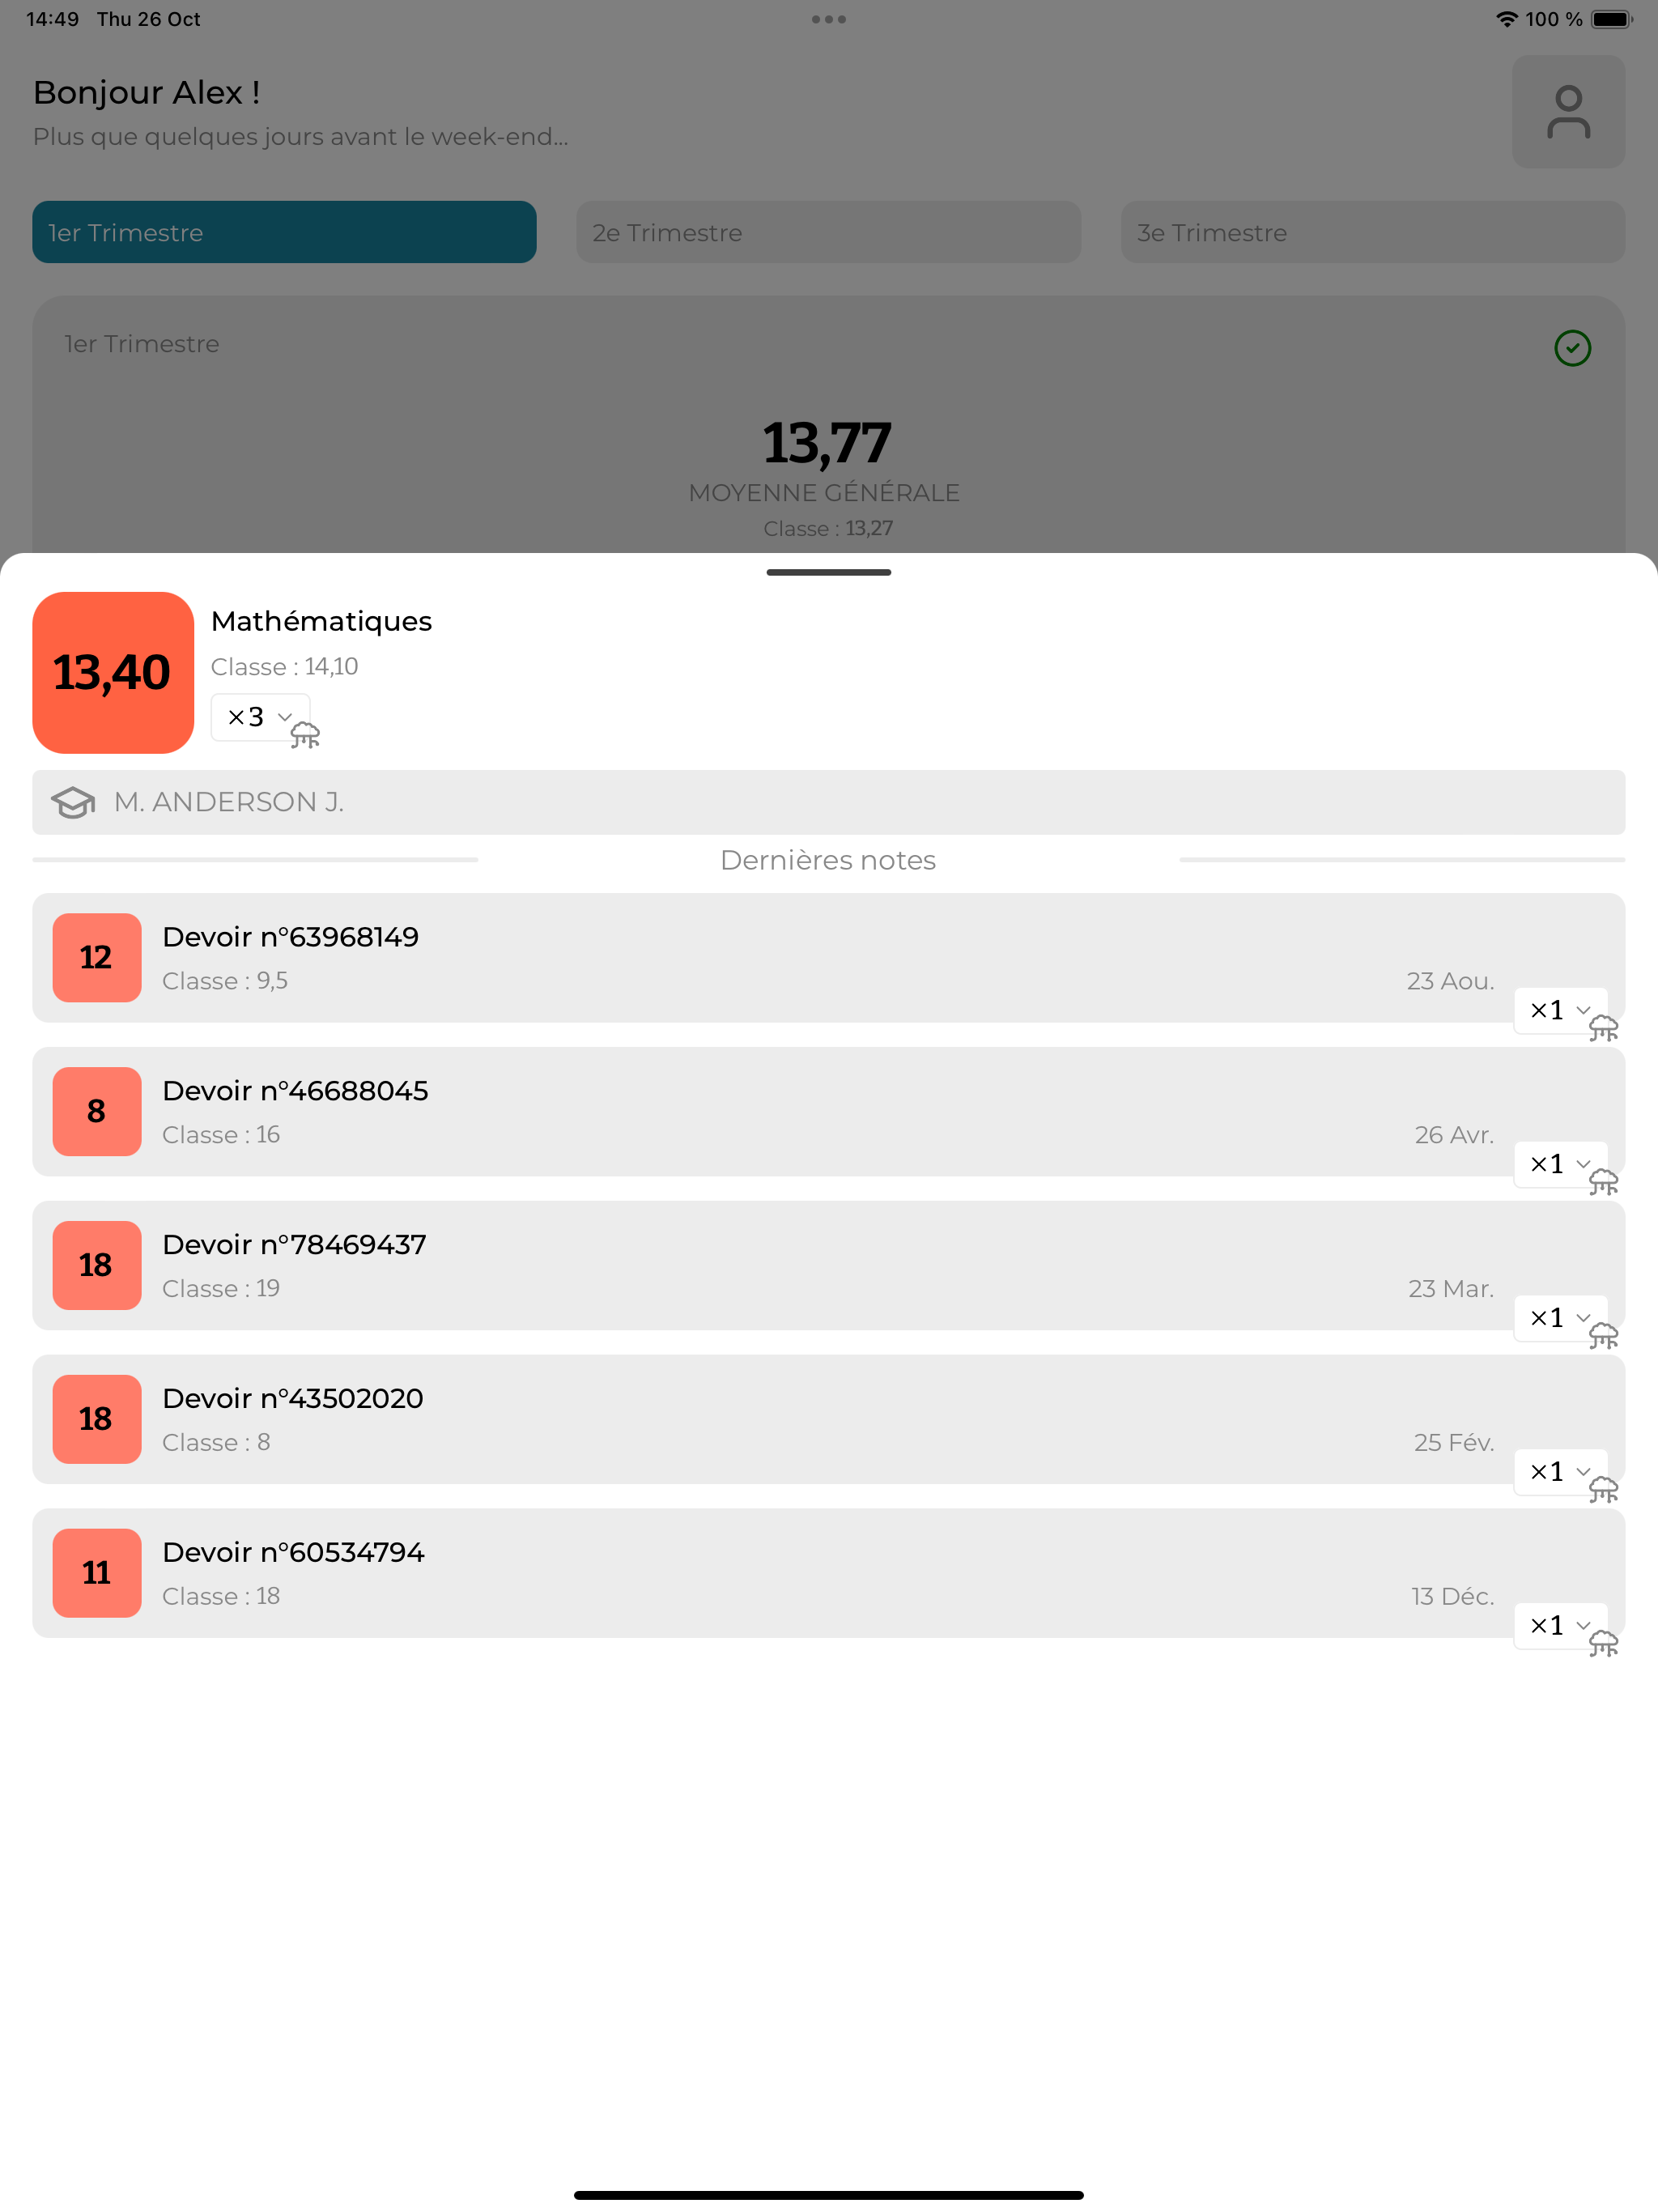 14:49 Thu 26 Oct
100 %
Bonjour Alex !
Plus que quelques jours avant le week-end...
1er Trimestre
2e Trimestre
3e Trimestre
1er Trimestre
13,77
MOYENNE GÉNÉRALE
Classe : 13,27
13,40
Mathématiques
Classe : 14,10
×3
M. ANDERSON J.
Dernières notes
12
Devoir n°63968149
Classe : 9,5
23 Aou.
×1
8
Devoir n°46688045
Classe : 16
26 Avr.
×1
18
Devoir n°78469437
Classe : 19
23 Mar.
×1
18
Devoir n°43502020
Classe : 8
25 Fév.
×1
11
Devoir n°60534794
Classe : 18
13 Déc.
×1